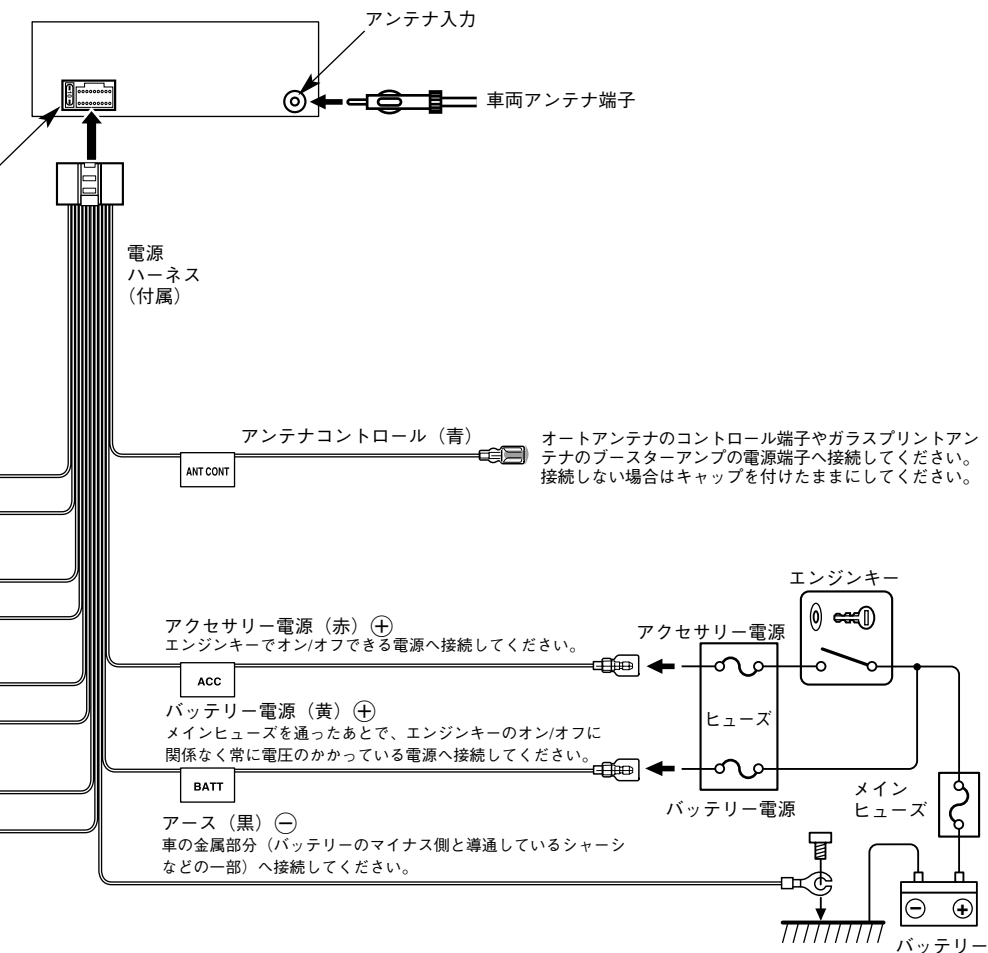 アンテナ入力
車両アンテナ端子
電源
ハーネス
（付属）
アンテナコントロール（青）
ANT CONT
オートアンテナのコントロール端子やガラスプリントアン
テナのブースターアンプの電源端子へ接続してください。
接続しない場合はキャップを付けたままにしてください。
エンジンキー
アクセサリー電源（赤）⊕
エンジンキーでオン/オフできる電源へ接続してください。
ACC
アクセサリー電源
ヒューズ
バッテリー電源（黄）⊕
メインヒューズを通ったあとで、エンジンキーのオン/オフに
関係なく常に電圧のかかっている電源へ接続してください。
BATT
バッテリー電源
メイン
ヒューズ
アース（黒）⊖
車の金属部分（バッテリーのマイナス側と導通しているシャーシ
などの一部）へ接続してください。
⊖ ⊕
バッテリー